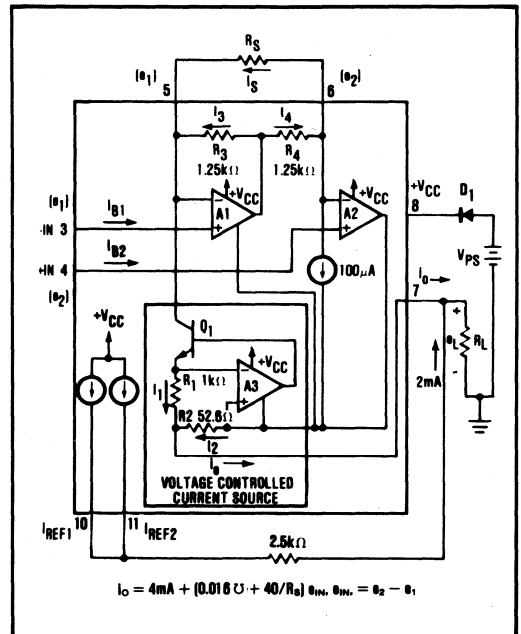 RS
(e1)
5
IS
6
(e2)
I3
I4
R3
1.25kΩ
R4
1.25kΩ
+VCC
8
D1
(e1)
-IN 3
IB1
- +VCC
A1
+
- +VCC
A2
+
VPS
IB2
+IN 4
(e2)
100μA
io
7
+
eL RL
+VCC
Q1
2mA
+VCC
I1
R1 1kΩ
-
A3
+
R2 52.6Ω
I2
Io
VOLTAGE CONTROLLED
CURRENT SOURCE
IREF1 10 11 IREF2
2.5kΩ
io = 4mA + (0.016 ℧ + 40/RS) eIN, eIN, = e2 − e1